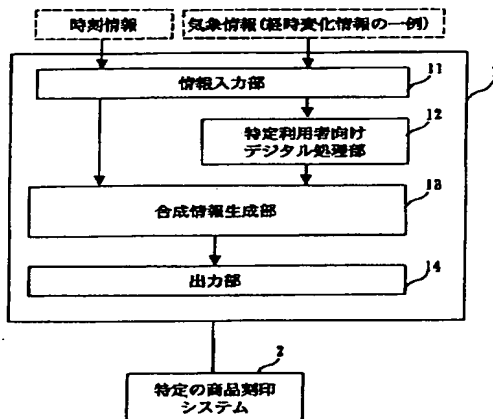 時刻情報
気象情報(経時変化情報の一例)
情報入力部
11
特定利用者向け
デジタル処理部
12
合成情報生成部
13
出力部
14
特定の商品刻印
システム
2